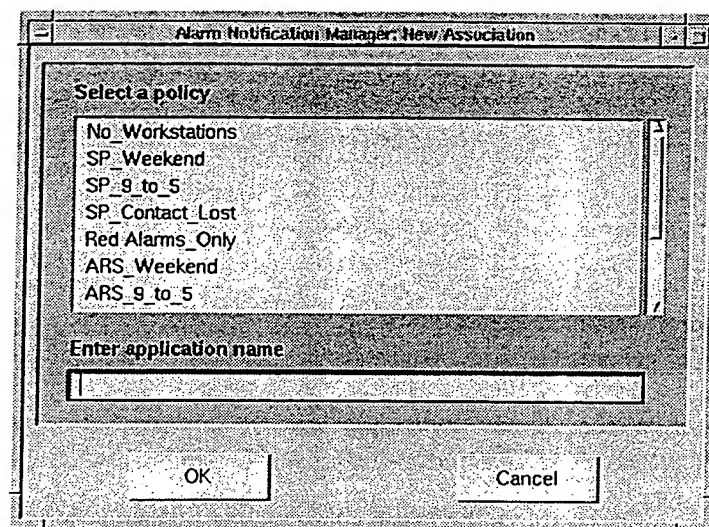 Alarm Notification Manager: New Association
Select a policy
No_Workstations
SP_Weekend
SP_9_to_5
SP_Contact_Lost
Red Alarms_Only
ARS_Weekend
ARS_9_to_5
Enter application name
OK
Cancel